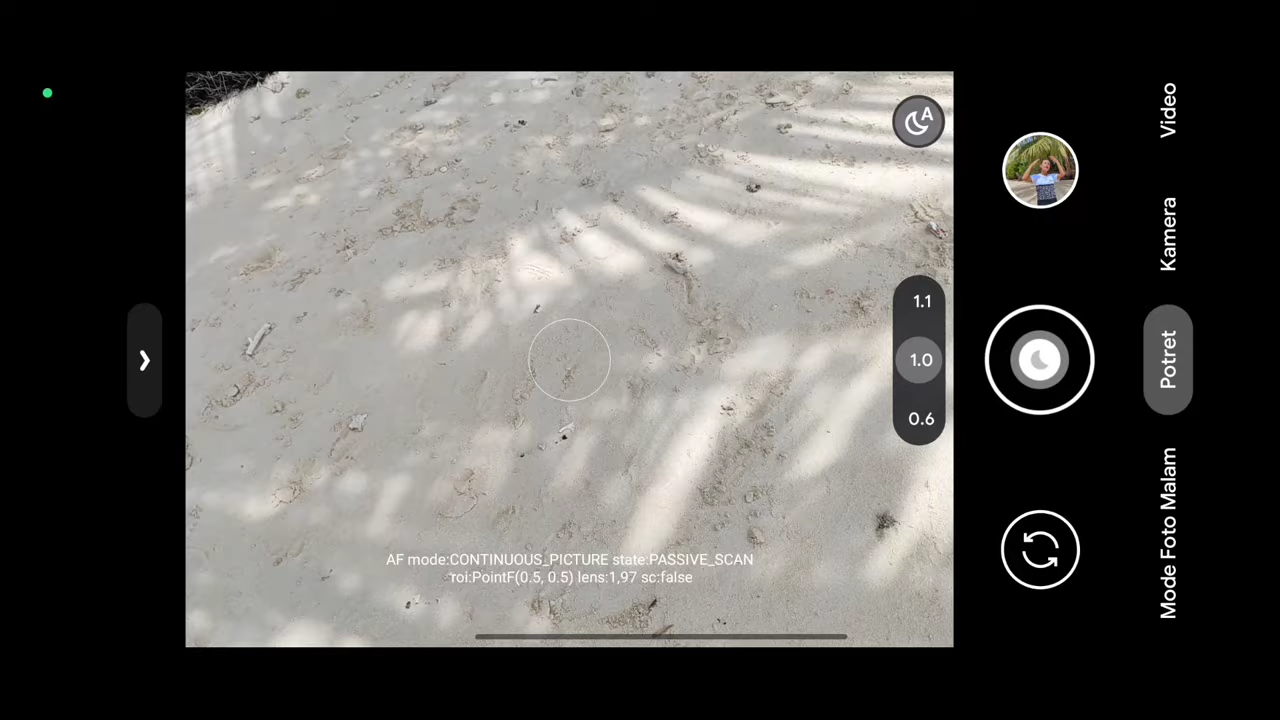 A
1.1
1.0
0.6
AF mode:CONTINUOUS_PICTURE state:PASSIVE_SCAN
roi:PointF(0.5, 0.5) lens:1,97 sc:false
Video
Kamera
Potret
Mode Foto Malam